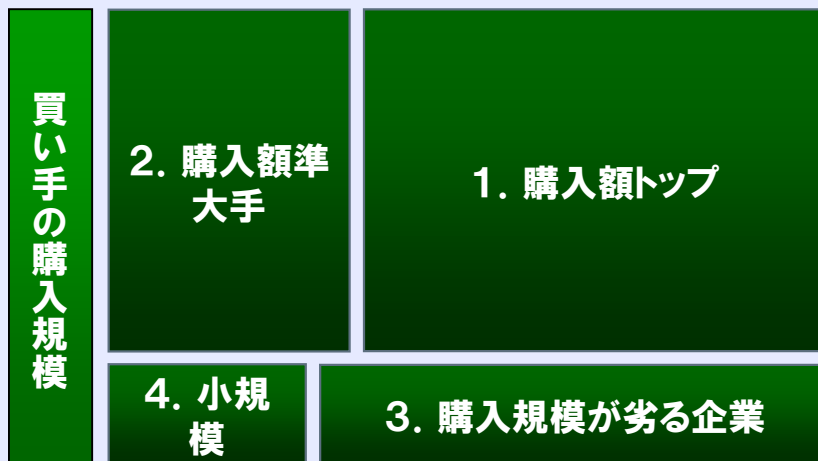 買い手の購入規模
2. 購入額準
大手
1. 購入額トップ
4. 小規
模
3. 購入規模が劣る企業